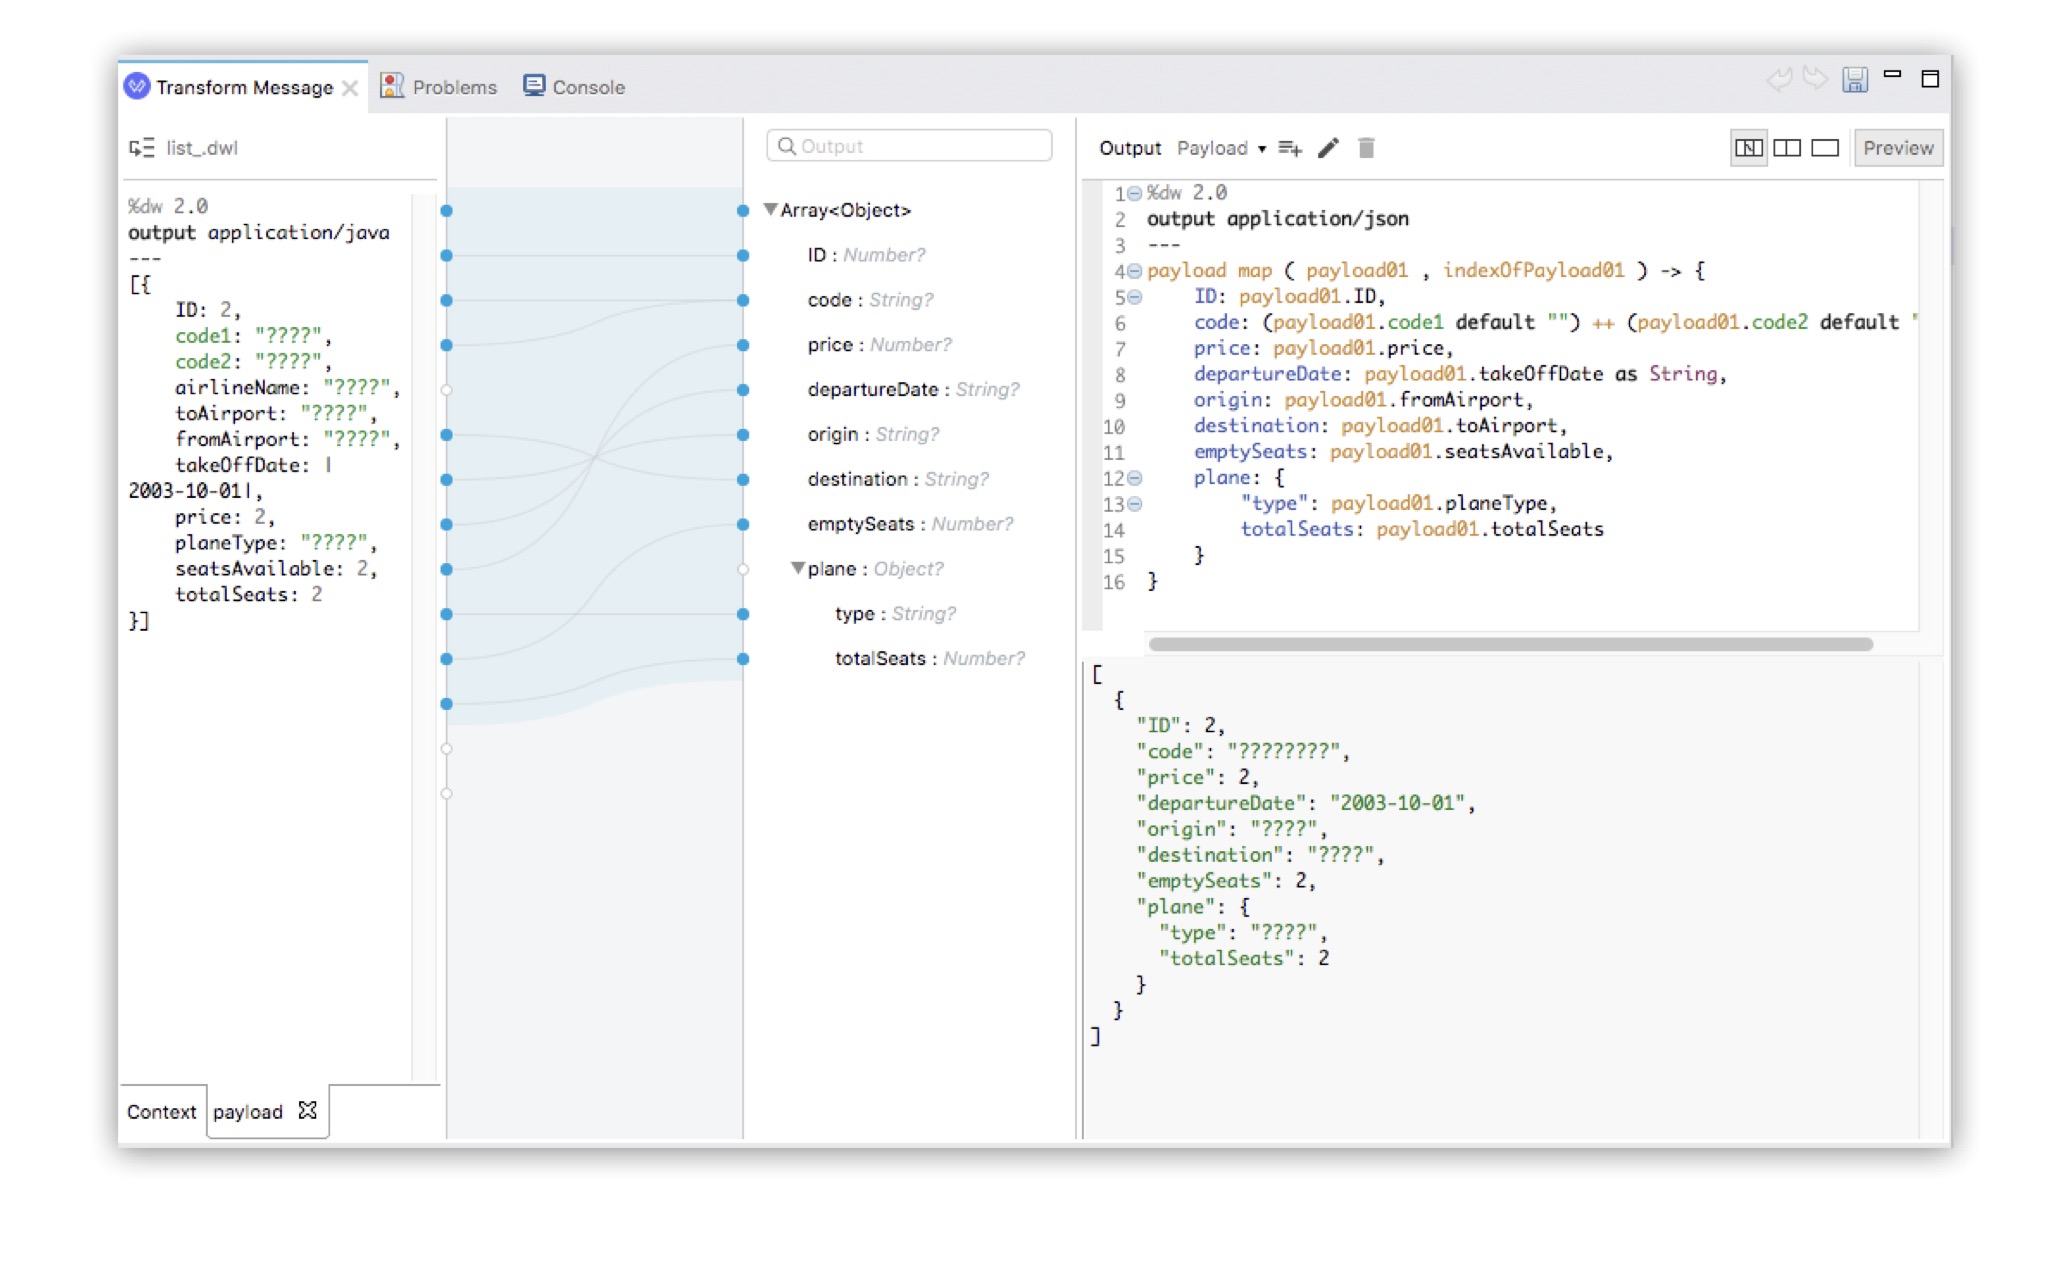 Transform Message Problems Console
list_.dwl
%dw 2.0
output application/java
---
[{
ID: 2,
code1: "????",
code2: "????",
airlineName: "????",
toAirport: "????",
fromAirport: "????",
takeOffDate: |
2003-10-01|,
price: 2,
planeType: "????",
seatsAvailable: 2,
totalSeats: 2
}]
Context payload
Output
Array<Object>
ID : Number?
code : String?
price : Number?
departureDate : String?
origin : String?
destination : String?
emptySeats : Number?
plane : Object?
type : String?
totalSeats : Number?
Output Payload Preview
1 %dw 2.0
2 output application/json
3 ---
4 payload map ( payload01 , indexOfPayload01 ) -> {
5 ID: payload01.ID,
6 code: (payload01.code1 default "") ++ (payload01.code2 default "
7 price: payload01.price,
8 departureDate: payload01.takeOffDate as String,
9 origin: payload01.fromAirport,
10 destination: payload01.toAirport,
11 emptySeats: payload01.seatsAvailable,
12 plane: {
13 "type": payload01.planeType,
14 totalSeats: payload01.totalSeats
15 }
16 }
[
{
"ID": 2,
"code": "????????",
"price": 2,
"departureDate": "2003-10-01",
"origin": "????",
"destination": "????",
"emptySeats": 2,
"plane": {
"type": "????",
"totalSeats": 2
}
}
]